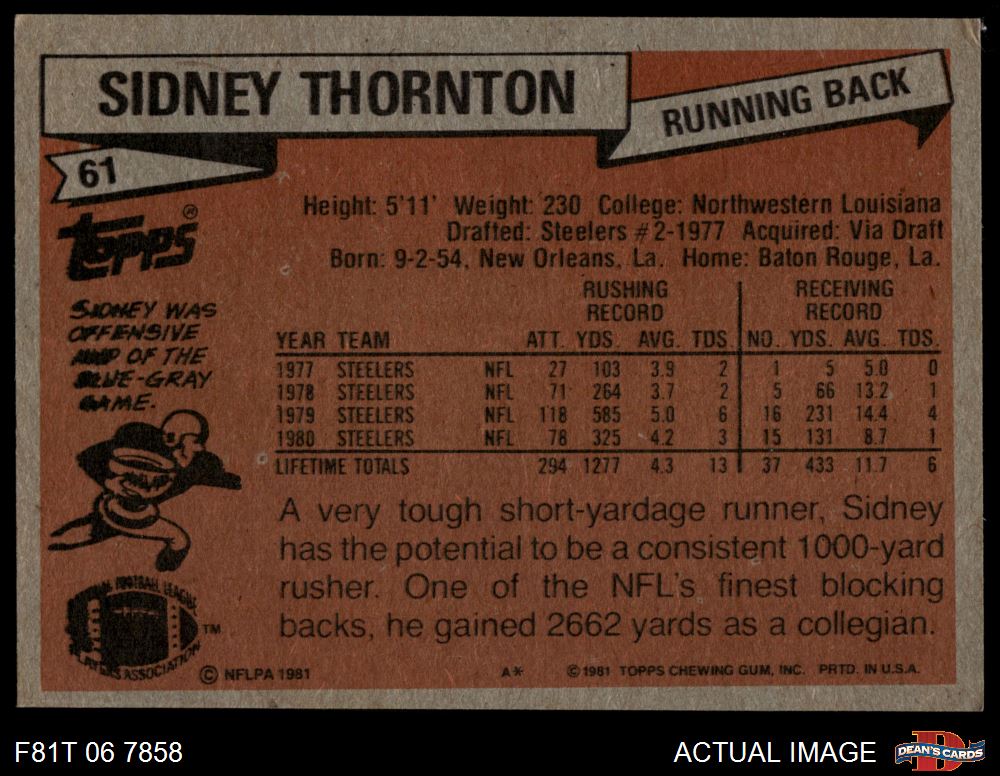 SIDNEY THORNTON
RUNNING BACK
61
TOPPS®
Height: 5'11' Weight: 230 College: Northwestern Louisiana
Drafted: Steelers #2-1977 Acquired: Via Draft
Born: 9-2-54, New Orleans, La. Home: Baton Rouge, La.
SIDNEY WAS
OFFENSIVE
MVP OF THE
BLUE-GRAY
GAME.
RUSHING RECEIVING
RECORD RECORD
YEAR TEAM ATT. YDS. AVG. TDS. NO. YDS. AVG. TDS.
1977 STEELERS NFL 27 103 3.9 2 1 5 5.0 0
1978 STEELERS NFL 71 264 3.7 2 5 66 13.2 1
1979 STEELERS NFL 118 585 5.0 6 16 231 14.4 4
1980 STEELERS NFL 78 325 4.2 3 15 131 8.7 1
LIFETIME TOTALS 294 1277 4.3 13 37 433 11.7 6
A very tough short-yardage runner, Sidney
has the potential to be a consistent 1000-yard
rusher. One of the NFL's finest blocking
backs, he gained 2662 yards as a collegian.
FOOTBALL LEAGUE
PLAYERS ASSOCIATION
TM
© NFLPA 1981 A* ©1981 TOPPS CHEWING GUM, INC. PRTD. IN U.S.A.
F81T 06 7858 ACTUAL IMAGE DEAN'S CARDS